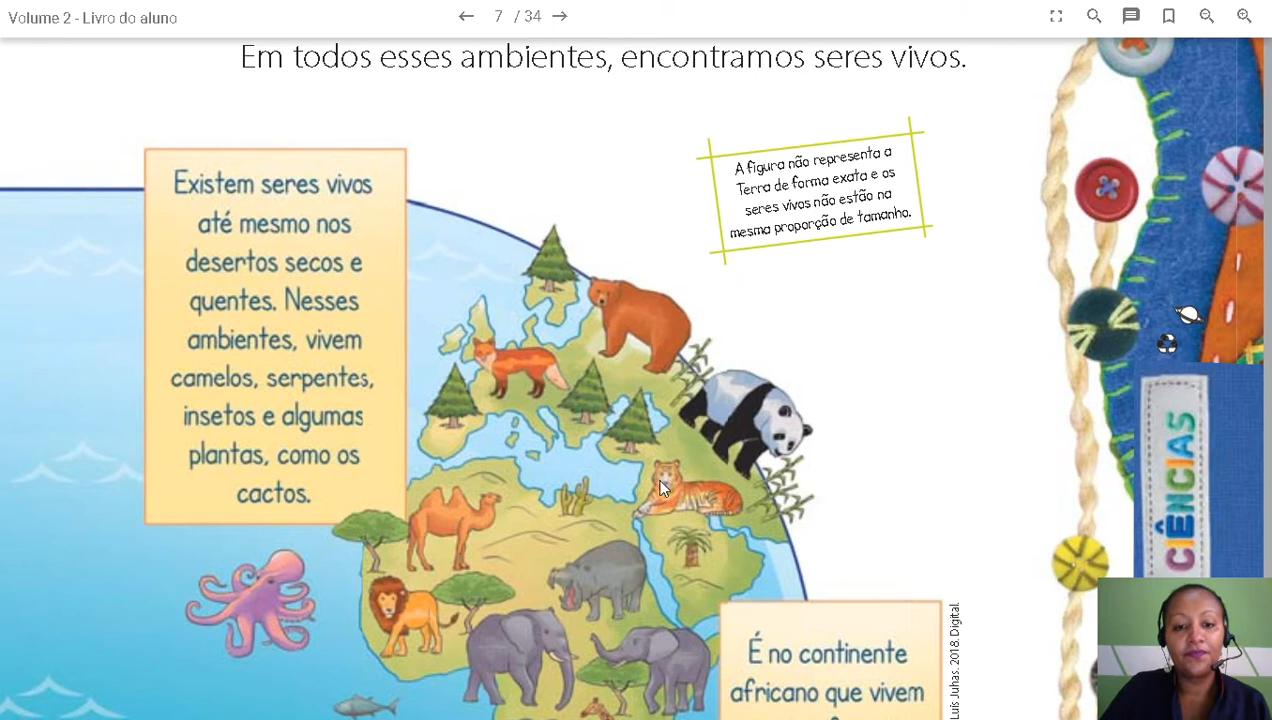 Volume 2 - Livro do aluno
7 / 34
Em todos esses ambientes, encontramos seres vivos.
A figura não representa a
Terra de forma exata e os
seres vivos não estão na
mesma proporção de tamanho.
Existem seres vivos
até mesmo nos
desertos secos e
quentes. Nesses
ambientes, vivem
camelos, serpentes,
insetos e algumas
plantas, como os
cactos.
CIÊNCIAS
É no continente
africano que vivem
Luís Juhas. 2018. Digital.